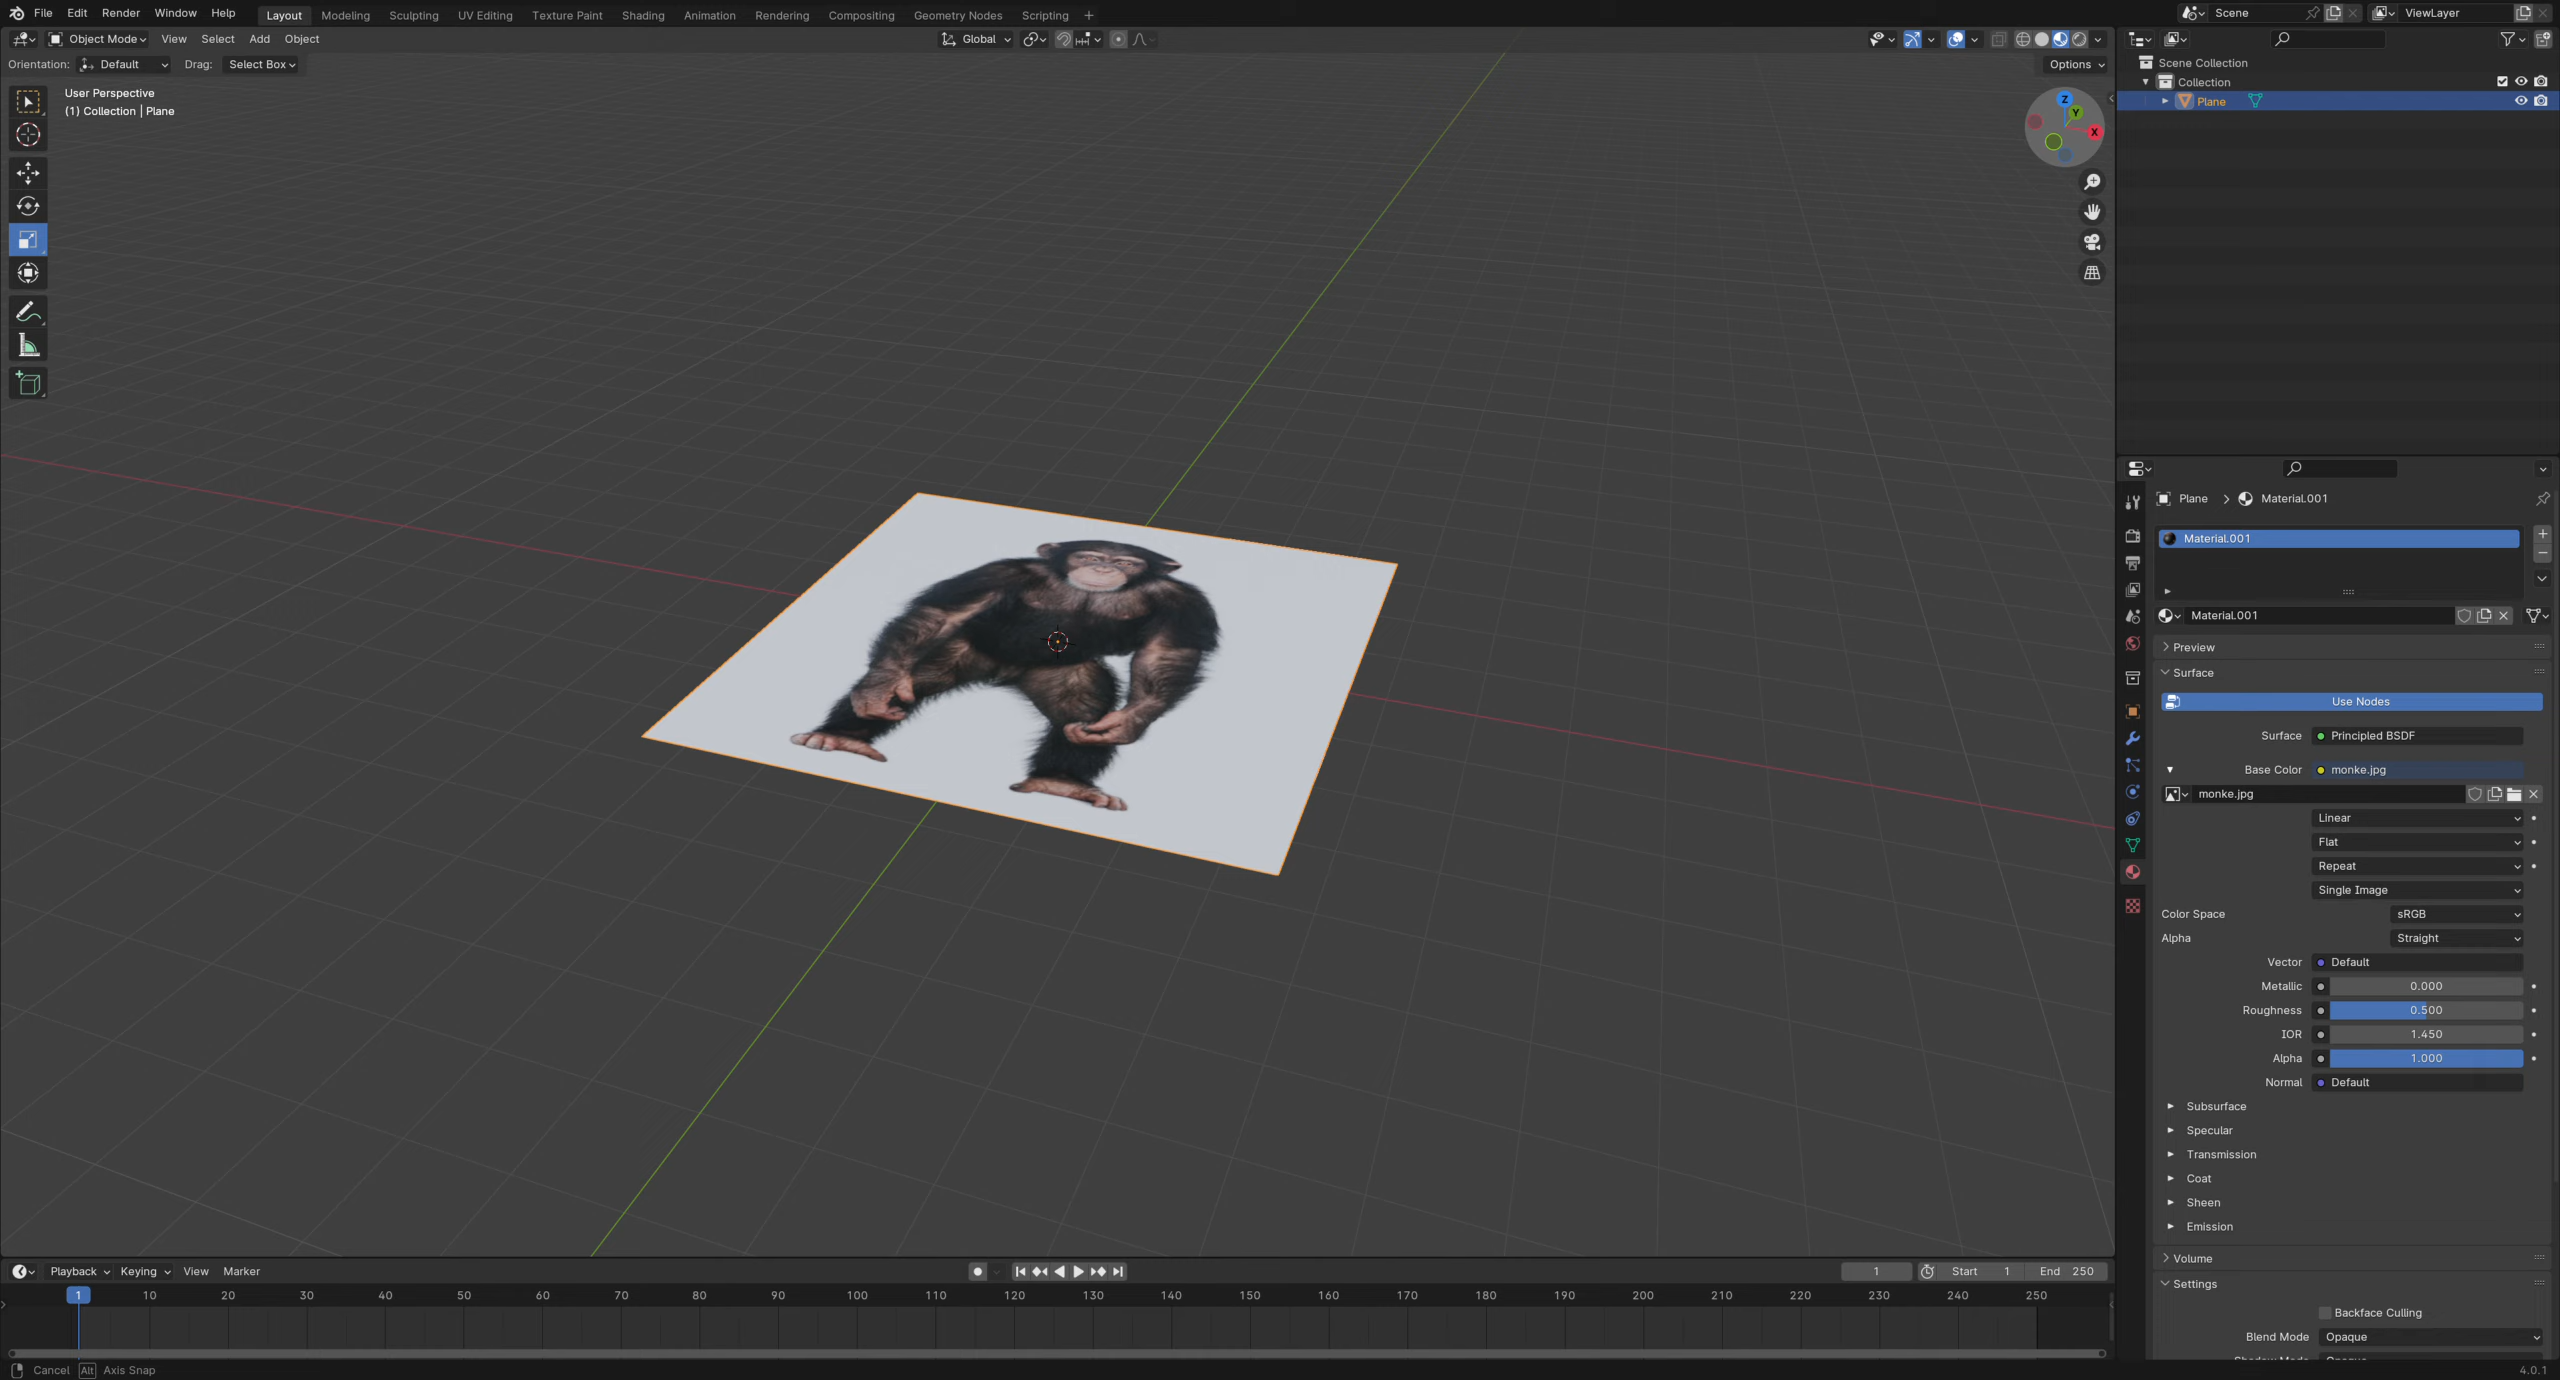 File Edit Render Window Help Layout Modeling Sculpting UV Editing Texture Paint Shading Animation Rendering Compositing Geometry Nodes Scripting + Scene ViewLayer
Object Mode View Select Add Object Global
Orientation: Default Drag: Select Box Options
User Perspective
(1) Collection | Plane
Z
Y
X
Scene Collection
Collection
Plane
Plane > Material.001
Material.001
Material.001
Preview
Surface
Use Nodes
Surface Principled BSDF
Base Color monke.jpg
monke.jpg
Linear
Flat
Repeat
Single Image
Color Space sRGB
Alpha Straight
Vector Default
Metallic 0.000
Roughness 0.500
IOR 1.450
Alpha 1.000
Normal Default
Subsurface
Specular
Transmission
Coat
Sheen
Emission
Volume
Settings
Backface Culling
Blend Mode Opaque
Playback Keying View Marker 1 Start 1 End 250
1 10 20 30 40 50 60 70 80 90 100 110 120 130 140 150 160 170 180 190 200 210 220 230 240 250
Cancel Alt Axis Snap 4.0.1